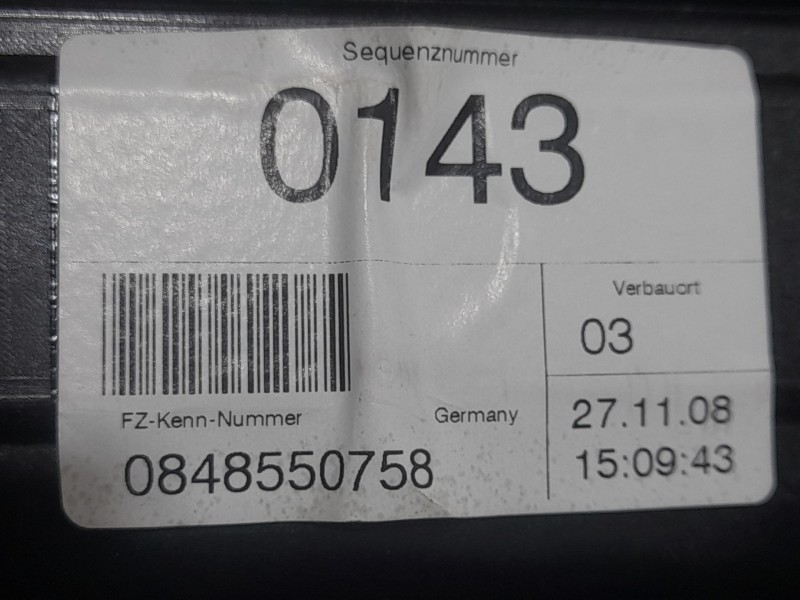 Sequenznummer
0143
Verbauort
03
FZ-Kenn-Nummer
Germany
0848550758
27.11.08
15:09:43